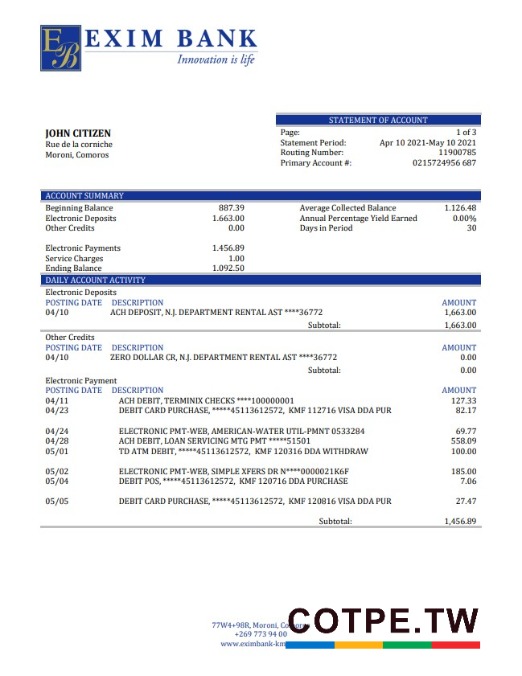 EB EXIM BANK
Innovation is life
STATEMENT OF ACCOUNT
JOHN CITIZEN
Rue de la corniche
Moroni, Comoros
Page: 1 of 3
Statement Period: Apr 10 2021-May 10 2021
Routing Number: 11900785
Primary Account #: 0215724956 687
ACCOUNT SUMMARY
Beginning Balance 887.39 Average Collected Balance 1.126.48
Electronic Deposits 1.663.00 Annual Percentage Yield Earned 0.00%
Other Credits 0.00 Days in Period 30
Electronic Payments 1.456.89
Service Charges 1.00
Ending Balance 1.092.50
DAILY ACCOUNT ACTIVITY
Electronic Deposits
POSTING DATE DESCRIPTION AMOUNT
04/10 ACH DEPOSIT, N.J. DEPARTMENT RENTAL AST ****36772 1,663.00
Subtotal: 1,663.00
Other Credits
POSTING DATE DESCRIPTION AMOUNT
04/10 ZERO DOLLAR CR, N.J. DEPARTMENT RENTAL AST ****36772 0.00
Subtotal: 0.00
Electronic Payment
POSTING DATE DESCRIPTION AMOUNT
04/11 ACH DEBIT, TERMINIX CHECKS ****100000001 127.33
04/23 DEBIT CARD PURCHASE, *****45113612572, KMF 112716 VISA DDA PUR 82.17
04/24 ELECTRONIC PMT-WEB, AMERICAN-WATER UTIL-PMNT 0533284 69.77
04/28 ACH DEBIT, LOAN SERVICING MTG PMT *****51501 558.09
05/01 TD ATM DEBIT, *****45113612572, KMF 120316 DDA WITHDRAW 100.00
05/02 ELECTRONIC PMT-WEB, SIMPLE XFERS DR N****0000021K6F 185.00
05/04 DEBIT POS, *****45113612572, KMF 120716 DDA PURCHASE 7.06
05/05 DEBIT CARD PURCHASE, *****45113612572, KMF 120816 VISA DDA PUR 27.47
Subtotal: 1,456.89
77W4+98R, Moroni,
+269 773 94 00
www.eximbank-km
COTPE.TW